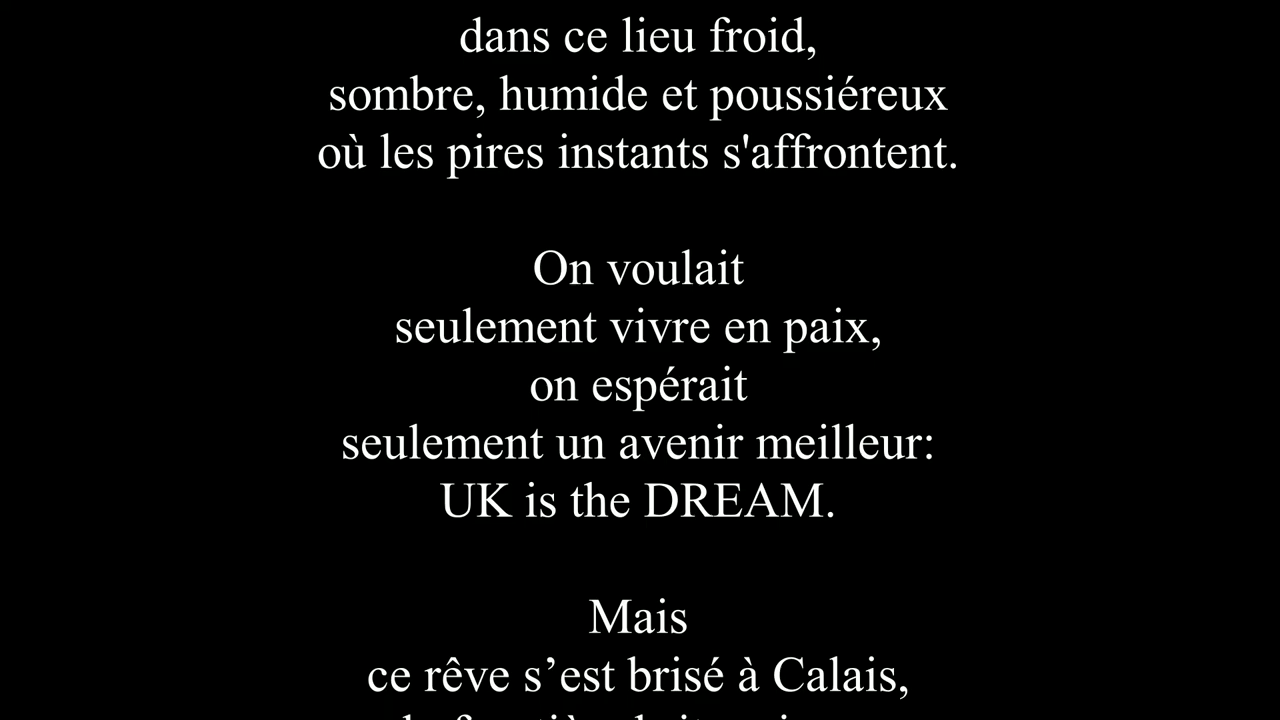 dans ce lieu froid,
sombre, humide et poussiéreux
où les pires instants s'affrontent.
On voulait
seulement vivre en paix,
on espérait
seulement un avenir meilleur:
UK is the DREAM.
Mais
ce rêve s’est brisé à Calais,